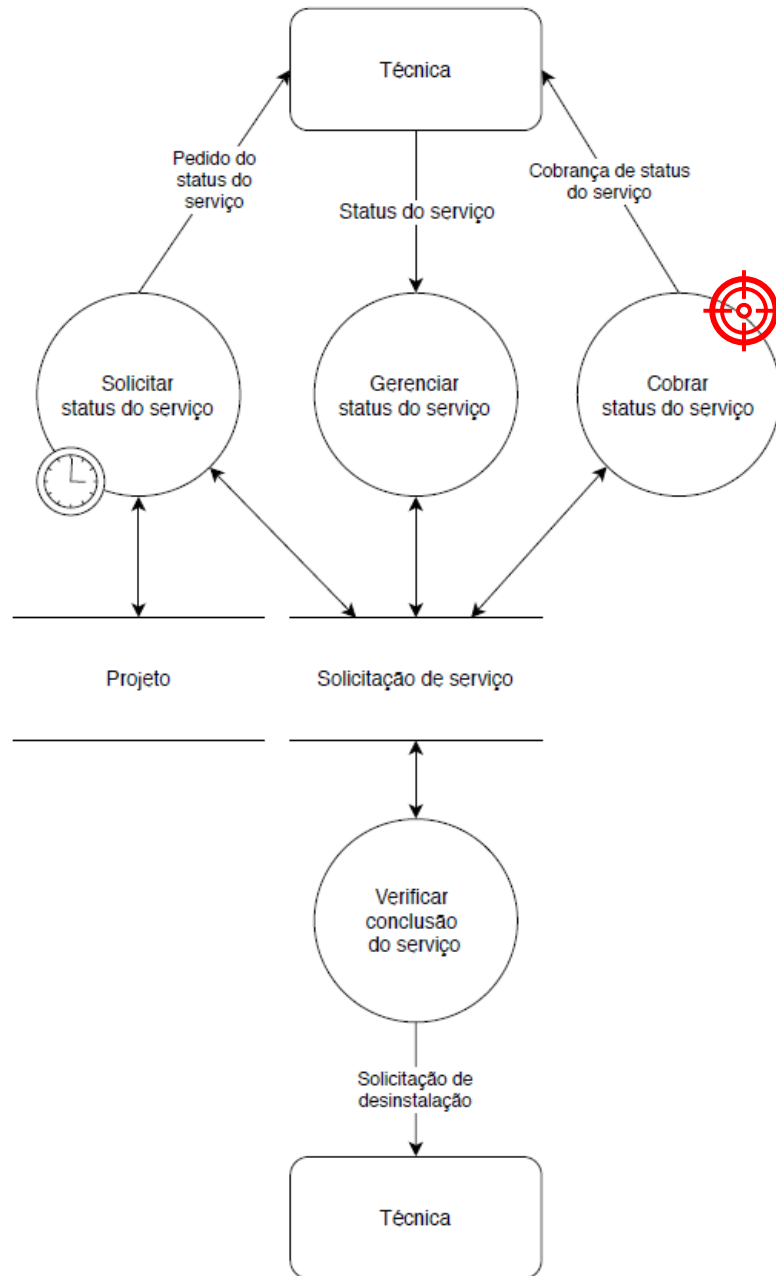 Técnica
Pedido do
status do
serviço
Status do serviço
Cobrança de status
do serviço
Solicitar
status do serviço
Gerenciar
status do serviço
Cobrar
status do serviço
Projeto
Solicitação de serviço
Verificar
conclusão
do serviço
Solicitação de
desinstalação
Técnica